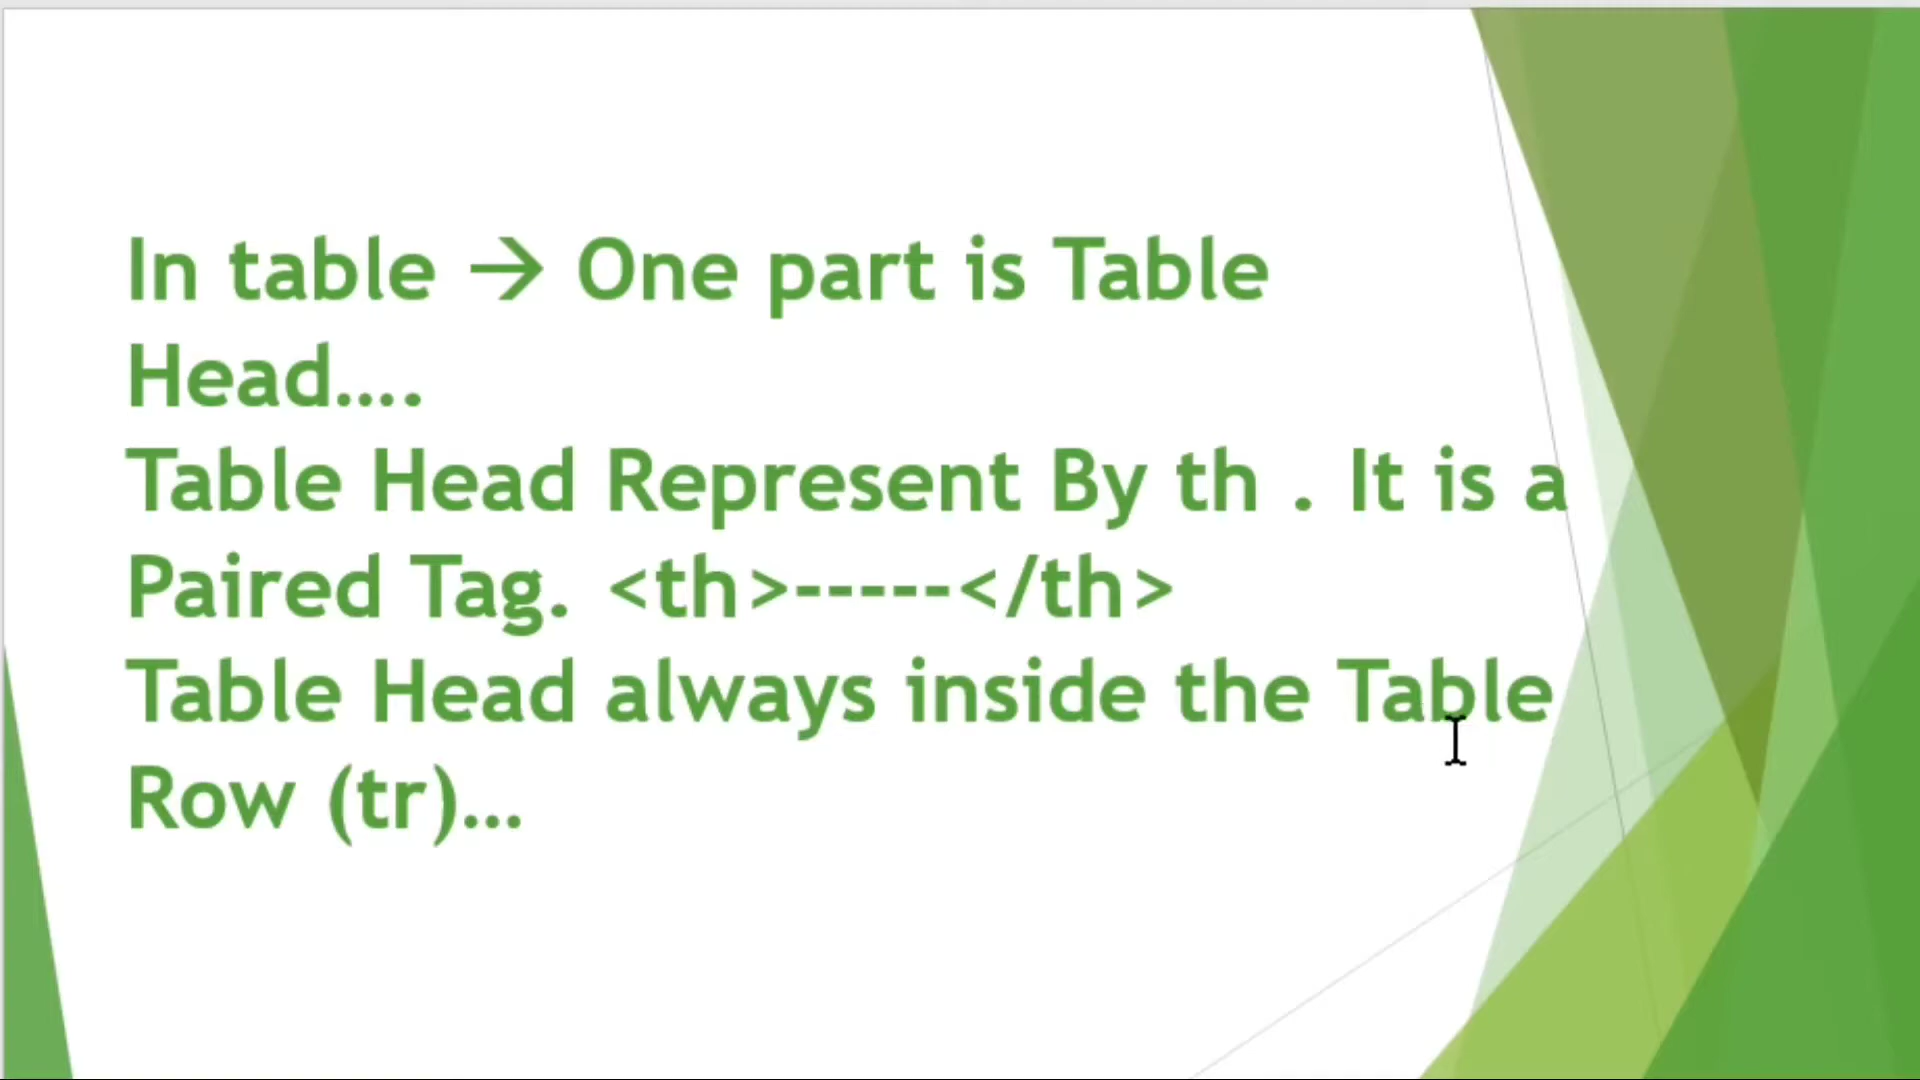 In table → One part is Table
Head....
Table Head Represent By th . It is a
Paired Tag. <th>-----</th>
Table Head always inside the Table
Row (tr)...